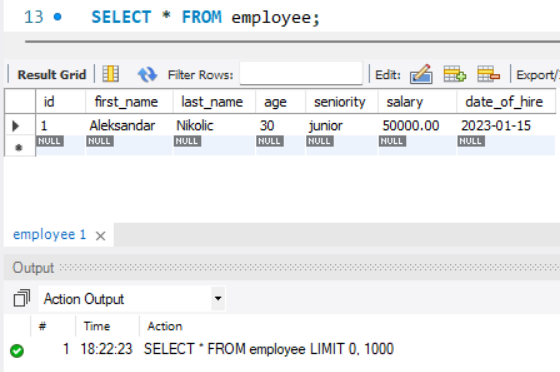 13 SELECT * FROM employee;
Result Grid Filter Rows: Edit: Export/
id first_name last_name age seniority salary date_of_hire
1 Aleksandar Nikolic 30 junior 50000.00 2023-01-15
NULL NULL NULL NULL NULL NULL NULL
employee 1
Output
Action Output
# Time Action
1 18:22:23 SELECT * FROM employee LIMIT 0, 1000